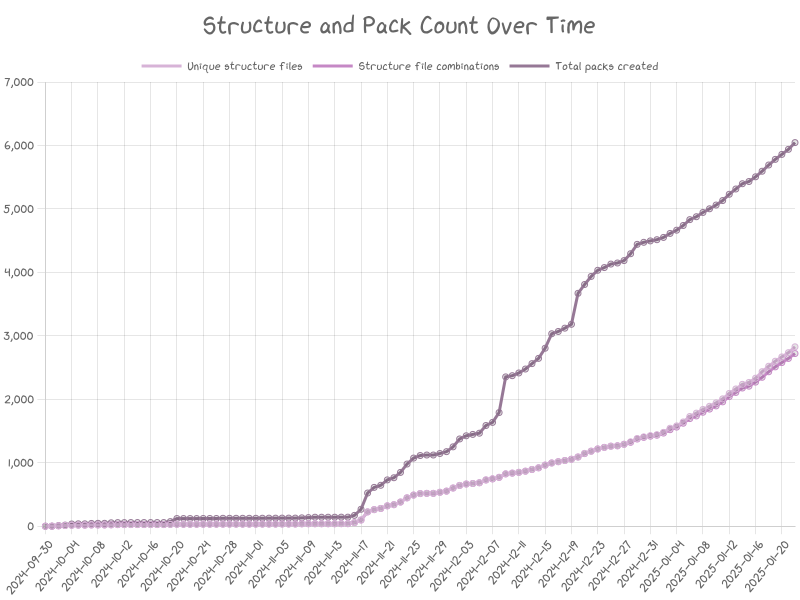 Structure and Pack Count Over Time
Unique structure files Structure file combinations Total packs created
7,000
6,000
5,000
4,000
3,000
2,000
1,000
0
2024-09-30 2024-10-04 2024-10-08 2024-10-12 2024-10-16 2024-10-20 2024-10-24 2024-10-28 2024-11-01 2024-11-05 2024-11-09 2024-11-13 2024-11-17 2024-11-21 2024-11-25 2024-11-29 2024-12-03 2024-12-07 2024-12-11 2024-12-15 2024-12-19 2024-12-23 2024-12-27 2024-12-31 2025-01-04 2025-01-08 2025-01-12 2025-01-16 2025-01-20